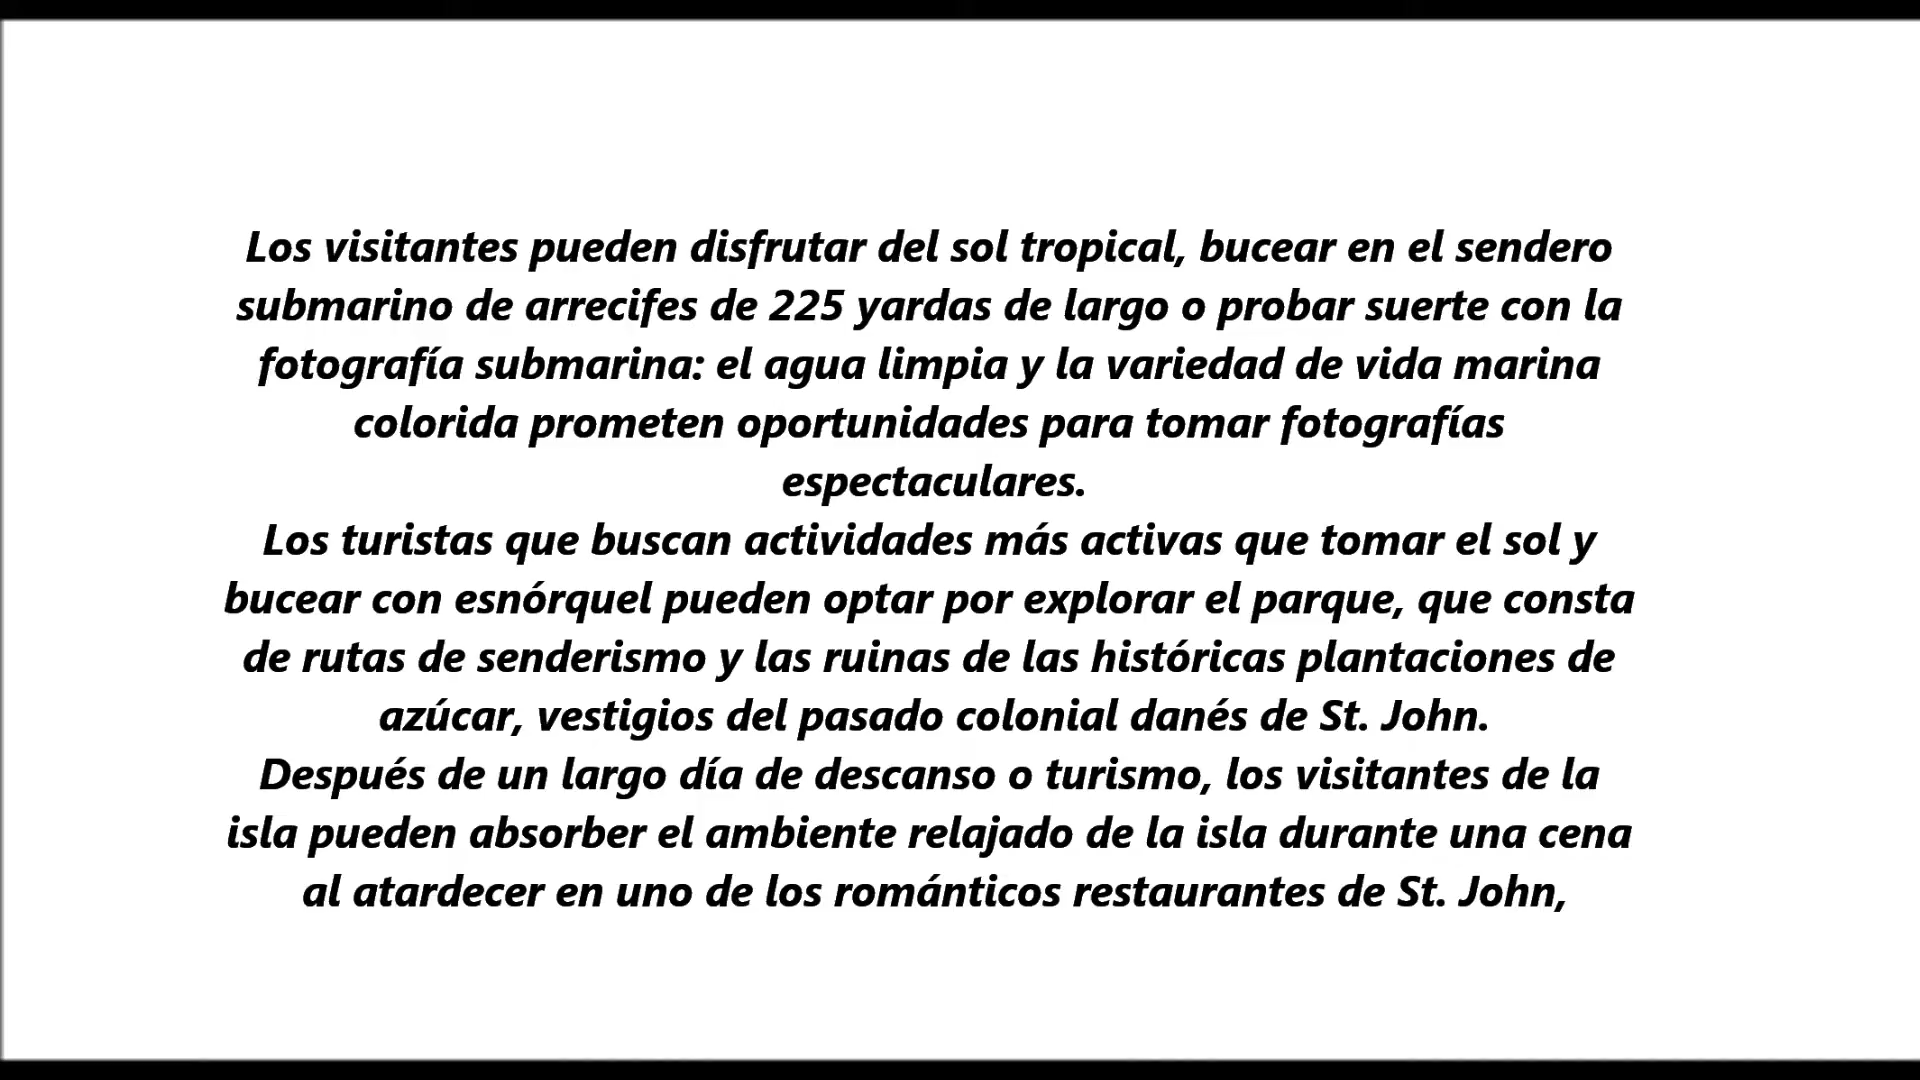 Los visitantes pueden disfrutar del sol tropical, bucear en el sendero
submarino de arrecifes de 225 yardas de largo o probar suerte con la
fotografía submarina: el agua limpia y la variedad de vida marina
colorida prometen oportunidades para tomar fotografías
espectaculares.
Los turistas que buscan actividades más activas que tomar el sol y
bucear con esnórquel pueden optar por explorar el parque, que consta
de rutas de senderismo y las ruinas de las históricas plantaciones de
azúcar, vestigios del pasado colonial danés de St. John.
Después de un largo día de descanso o turismo, los visitantes de la
isla pueden absorber el ambiente relajado de la isla durante una cena
al atardecer en uno de los románticos restaurantes de St. John,